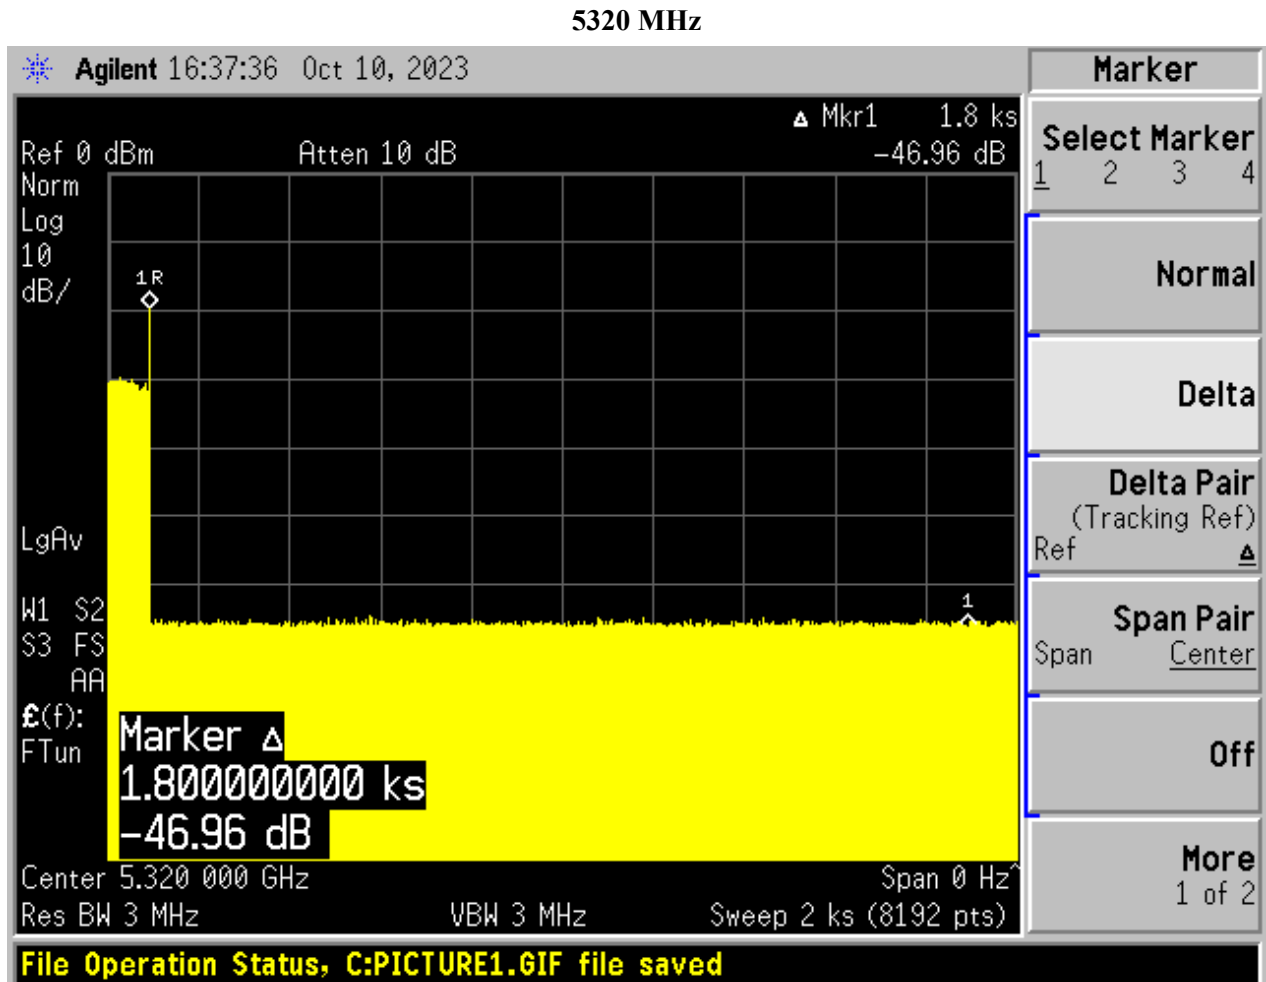 5320 MHz
Agilent 16:37:36 Oct 10, 2023
Marker
Δ Mkr1 1.8 ks
Ref 0 dBm Atten 10 dB -46.96 dB
Select Marker
1 2 3 4
Norm
Log
10
dB/
1R
Normal
Delta
Delta Pair
(Tracking Ref)
Ref Δ
LgAv
1
W1 S2
S3 FS
AA
Span Pair
Span Center
£(f):
FTun
Marker Δ
1.800000000 ks
-46.96 dB
Off
Center 5.320 000 GHz Span 0 Hz^
Res BW 3 MHz VBW 3 MHz Sweep 2 ks (8192 pts)
More
1 of 2
File Operation Status, C:PICTURE1.GIF file saved